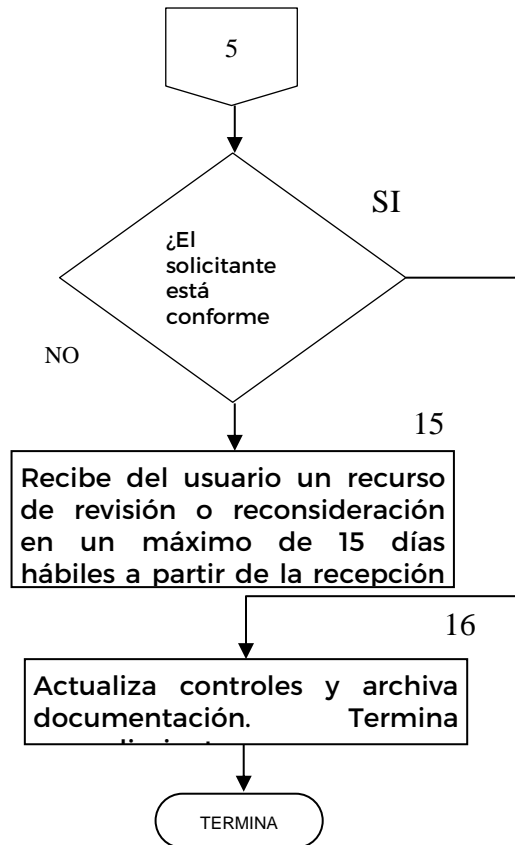 5
SI
¿El
solicitante
está
conforme
NO
15
Recibe del usuario un recurso
de revisión o reconsideración
en un máximo de 15 días
hábiles a partir de la recepción
16
Actualiza controles y archiva
documentación. Termina
TERMINA